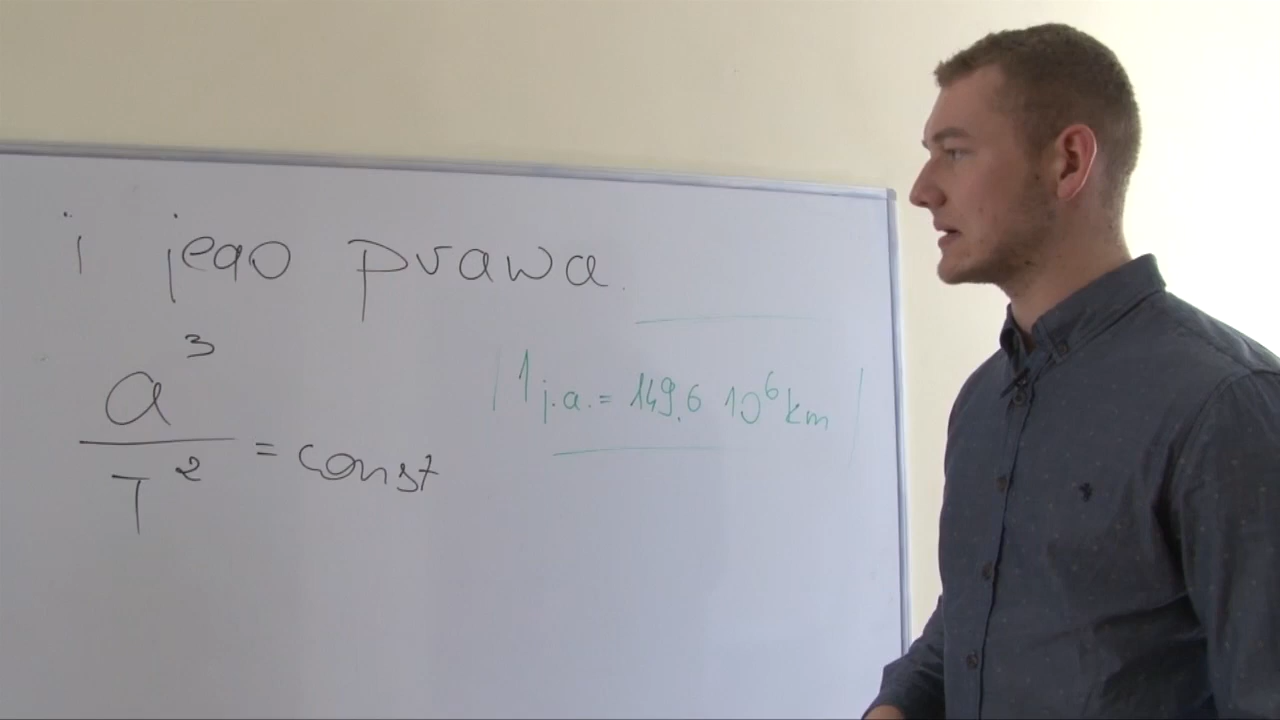 i jego prawa.
a³
/T² = const
1 j.a. = 149,6 10⁶ km